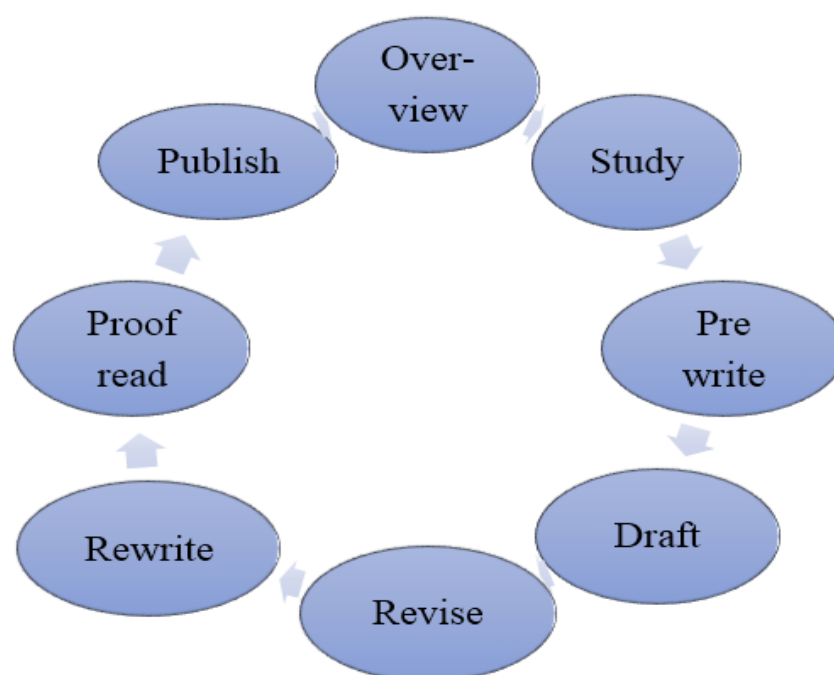 Over-
view
Study
Pre
write
Draft
Revise
Rewrite
Proof
read
Publish